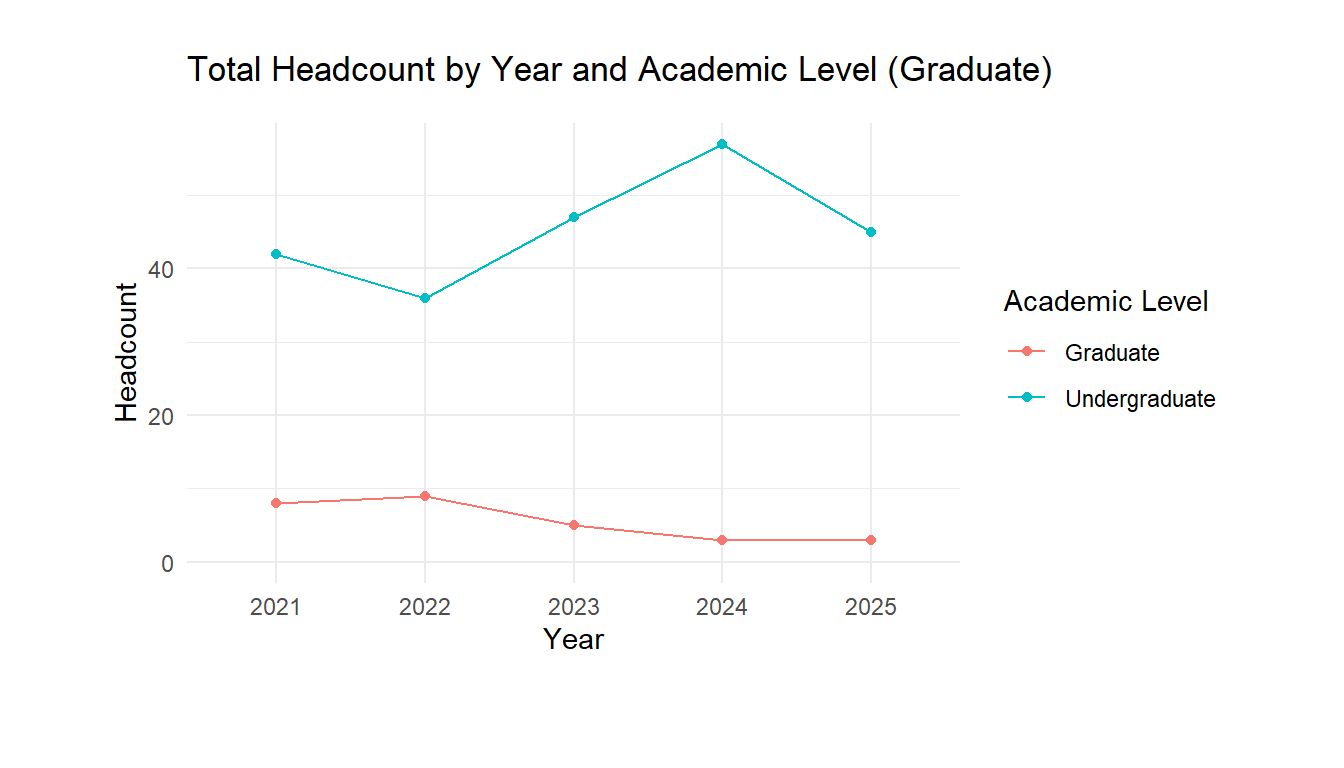 Total Headcount by Year and Academic Level (Graduate)
Headcount
40
20
0
2021 2022 2023 2024 2025
Year
Academic Level
Graduate
Undergraduate